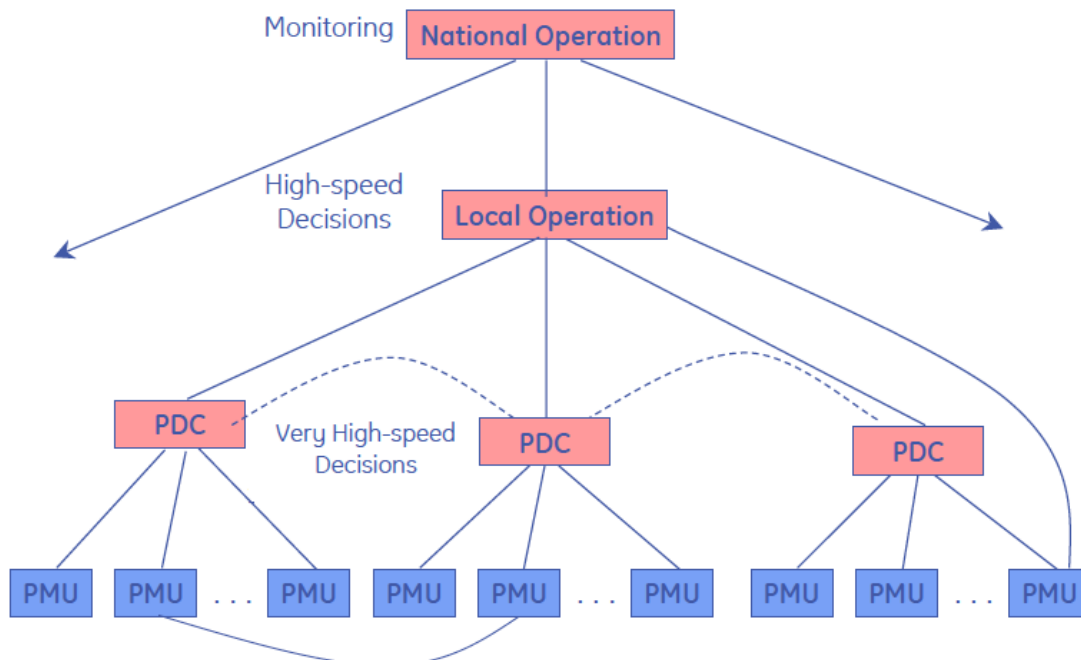 Monitoring
National Operation
High-speed
Decisions
Local Operation
PDC
Very High-speed
Decisions
PDC
PDC
PMU PMU . . . PMU PMU PMU . . . PMU PMU PMU . . . PMU